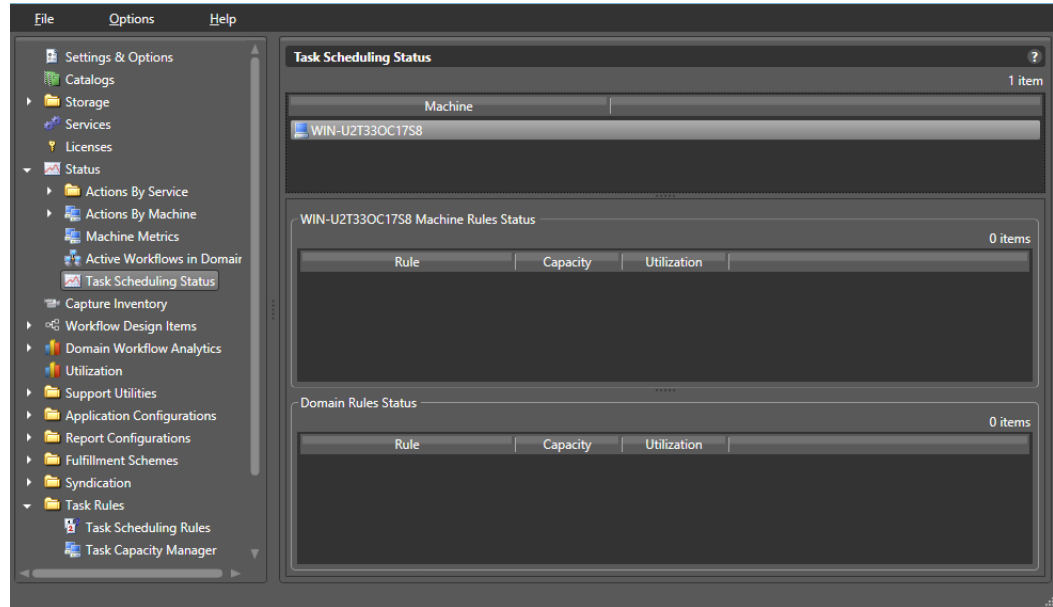 File Options Help
Settings & Options
Catalogs
Storage
Services
Licenses
Status
Actions By Service
Actions By Machine
Machine Metrics
Active Workflows in Domair
Task Scheduling Status
Capture Inventory
Workflow Design Items
Domain Workflow Analytics
Utilization
Support Utilities
Application Configurations
Report Configurations
Fulfillment Schemes
Syndication
Task Rules
Task Scheduling Rules
Task Capacity Manager
Task Scheduling Status ?
1 item
Machine
WIN-U2T33OC17S8
WIN-U2T33OC17S8 Machine Rules Status
0 items
Rule Capacity Utilization
Domain Rules Status
0 items
Rule Capacity Utilization